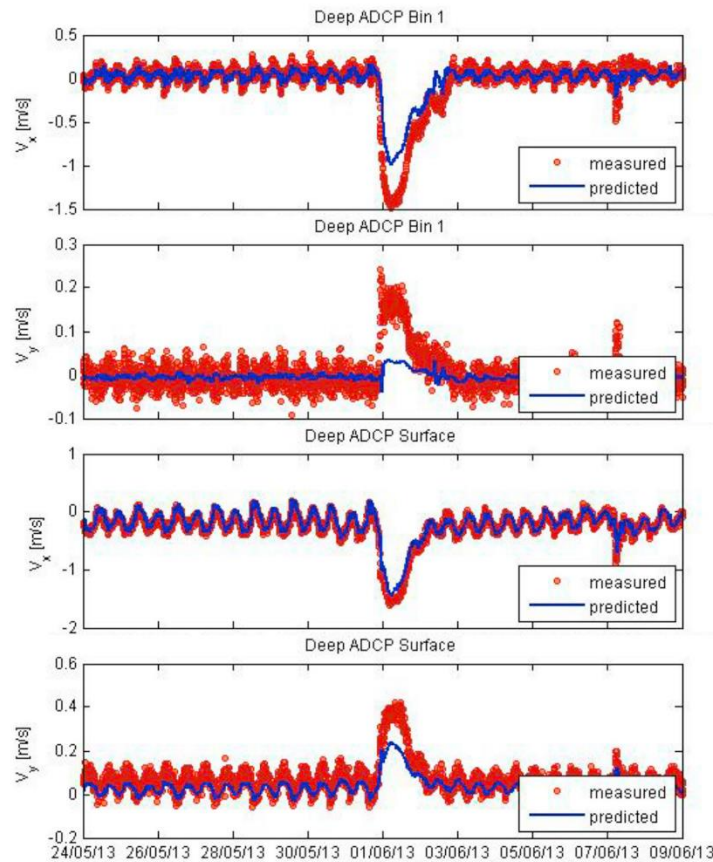 Deep ADCP Bin 1
0.5
0
-0.5
-1
-1.5
Vx [m/s]
measured
predicted
Deep ADCP Bin 1
0.3
0.2
0.1
0
-0.1
Vy [m/s]
measured
predicted
Deep ADCP Surface
1
0
-1
-2
Vx [m/s]
measured
predicted
Deep ADCP Surface
0.6
0.4
0.2
0
-0.2
Vy [m/s]
measured
predicted
24/05/13 26/05/13 28/05/13 30/05/13 01/06/13 03/06/13 05/06/13 07/06/13 09/06/13